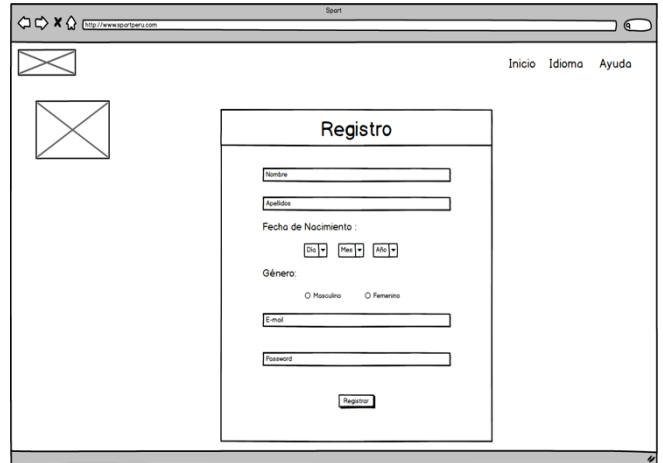 Sport
http://www.sportperu.com
Inicio Idioma Ayuda
Registro
Nombre
Apellidos
Fecha de Nacimiento :
Día Mes Año
Género:
Masculino Femenino
E-mail
Password
Registrar